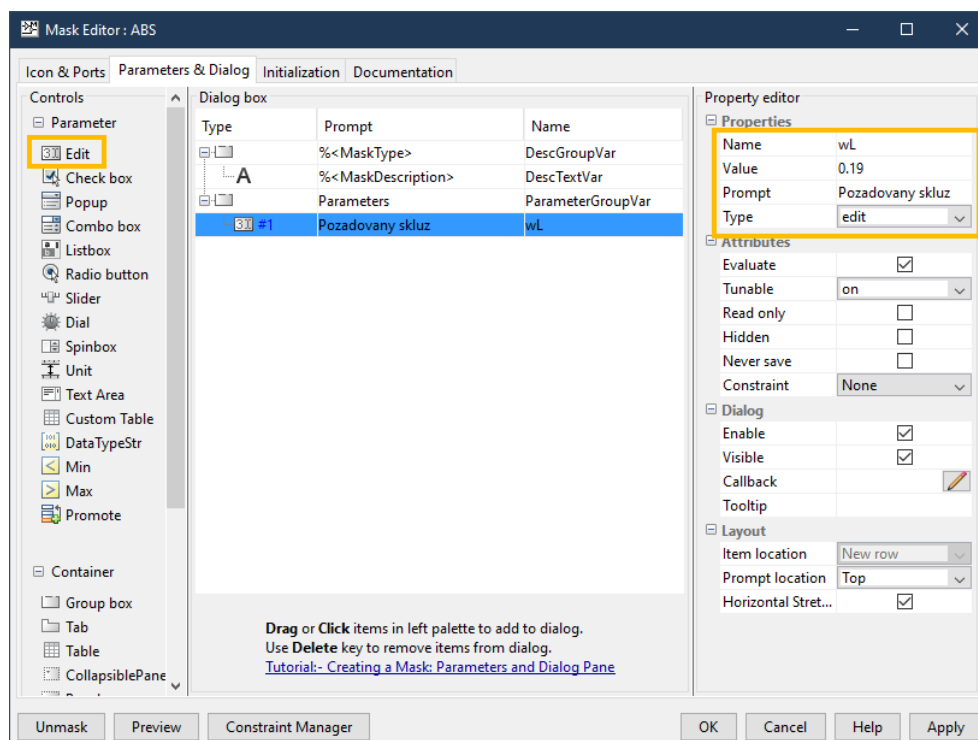 Mask Editor : ABS
Icon & Ports Parameters & Dialog Initialization Documentation
Controls
Parameter
Edit
Check box
Popup
Combo box
Listbox
Radio button
Slider
Dial
Spinbox
Unit
Text Area
Custom Table
DataTypeStr
Min
Max
Promote
Container
Group box
Tab
Table
CollapsiblePane
Dialog box
Type Prompt Name
%<MaskType> DescGroupVar
A %<MaskDescription> DescTextVar
Parameters ParameterGroupVar
#1 Pozadovany skluz wL
Drag or Click items in left palette to add to dialog.
Use Delete key to remove items from dialog.
Tutorial:- Creating a Mask: Parameters and Dialog Pane
Property editor
Properties
Name wL
Value 0.19
Prompt Pozadovany skluz
Type edit
Attributes
Evaluate
Tunable on
Read only
Hidden
Never save
Constraint None
Dialog
Enable
Visible
Callback
Tooltip
Layout
Item location New row
Prompt location Top
Horizontal Stret...
Unmask Preview Constraint Manager OK Cancel Help Apply